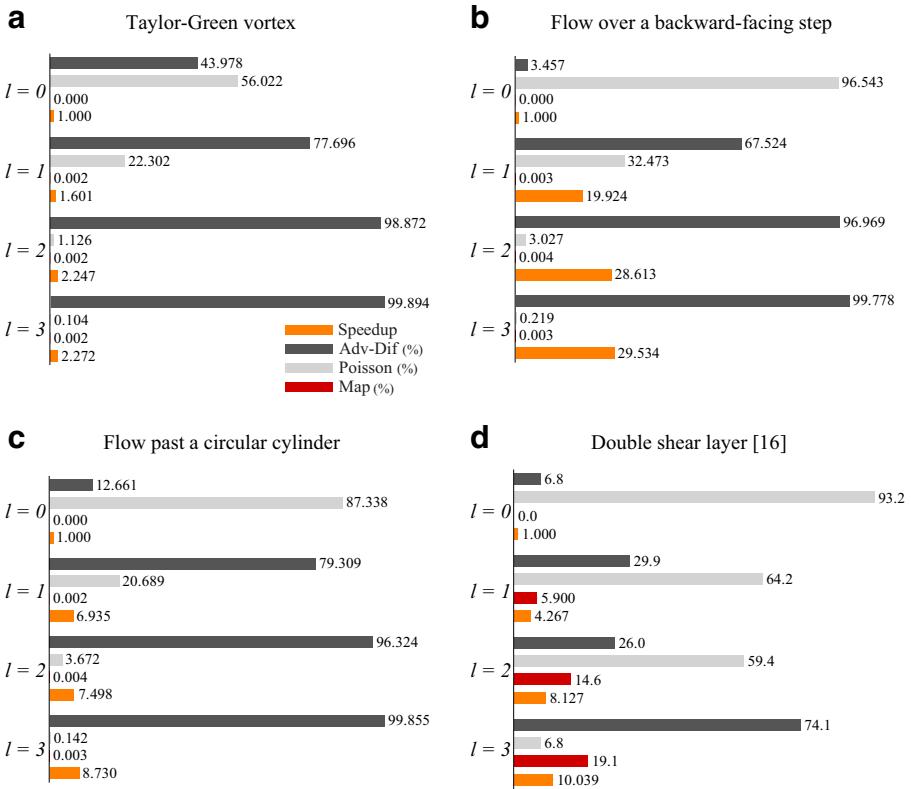 a
Taylor-Green vortex
l = 0
43.978
56.022
0.000
1.000
l = 1
77.696
22.302
0.002
1.601
l = 2
98.872
1.126
0.002
2.247
l = 3
99.894
0.104
0.002
2.272
Speedup
Adv-Dif (%)
Poisson (%)
Map (%)
b
Flow over a backward-facing step
l = 0
3.457
96.543
0.000
1.000
l = 1
67.524
32.473
0.003
19.924
l = 2
96.969
3.027
0.004
28.613
l = 3
99.778
0.219
0.003
29.534
c
Flow past a circular cylinder
l = 0
12.661
87.338
0.000
1.000
l = 1
79.309
20.689
0.002
6.935
l = 2
96.324
3.672
0.004
7.498
l = 3
99.855
0.142
0.003
8.730
d
Double shear layer [16]
l = 0
6.8
93.2
0.0
1.000
l = 1
29.9
64.2
5.900
4.267
l = 2
26.0
59.4
14.6
8.127
l = 3
74.1
6.8
19.1
10.039